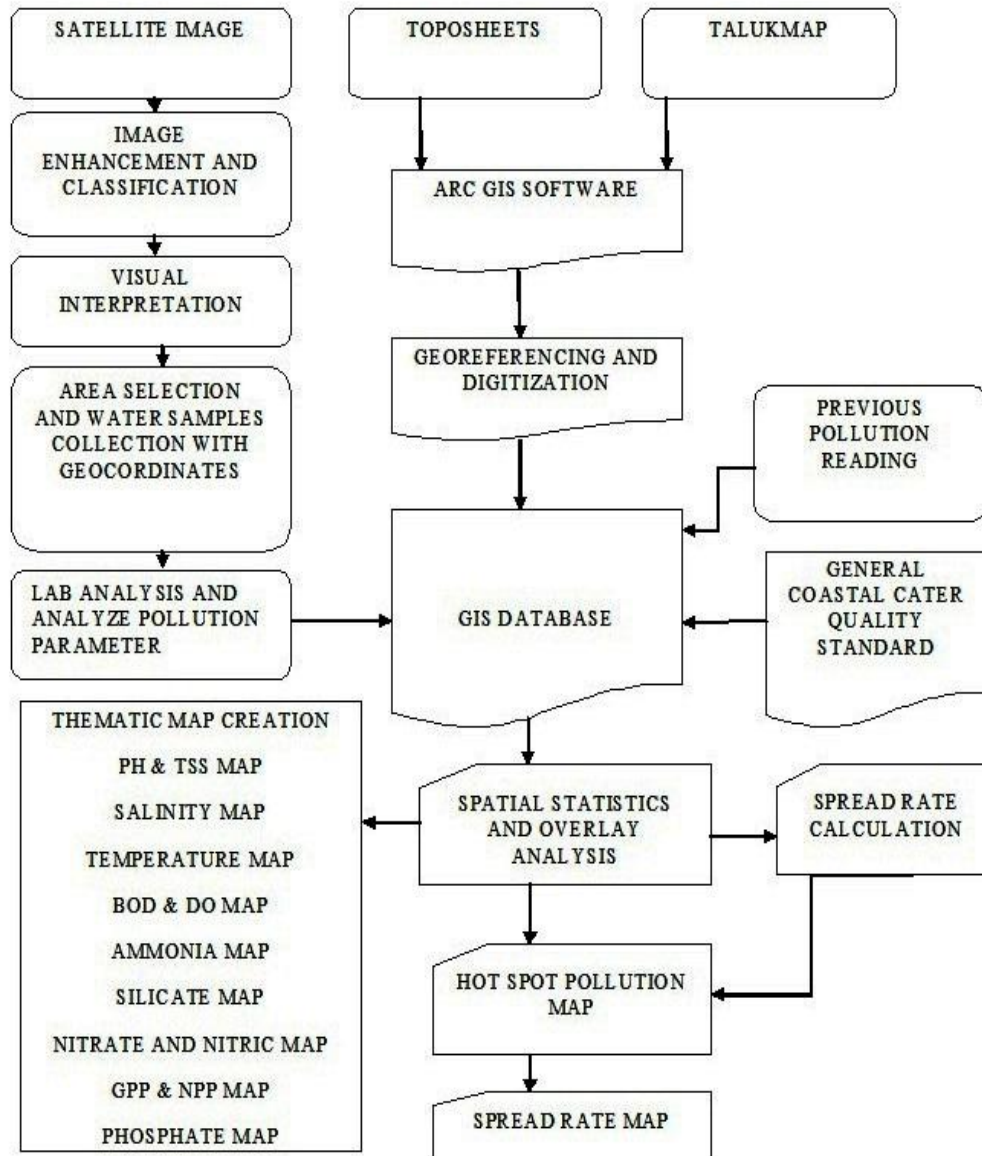 SATELLITE IMAGE
TOPOSHEETS
TALUKMAP
IMAGE
ENHANCEMENT AND
CLASSIFICATION
ARC GIS SOFTWARE
VISUAL
INTERPRETATION
GEOREFERENCING AND
DIGITIZATION
AREA SELECTION
AND WATER SAMPLES
COLLECTION WITH
GEOCORDINATES
PREVIOUS
POLLUTION
READING
LAB ANALYSIS AND
ANALYZE POLLUTION
PARAMETER
GIS DATABASE
GENERAL
COASTAL CATER
QUALITY
STANDARD
THEMATIC MAP CREATION
PH & TSS MAP
SALINITY MAP
TEMPERATURE MAP
BOD & DO MAP
AMMONIA MAP
SILICATE MAP
NITRATE AND NITRIC MAP
GPP & NPP MAP
PHOSPHATE MAP
SPATIAL STATISTICS
AND OVERLAY
ANALYSIS
SPREAD RATE
CALCULATION
HOT SPOT POLLUTION
MAP
SPREAD RATE MAP